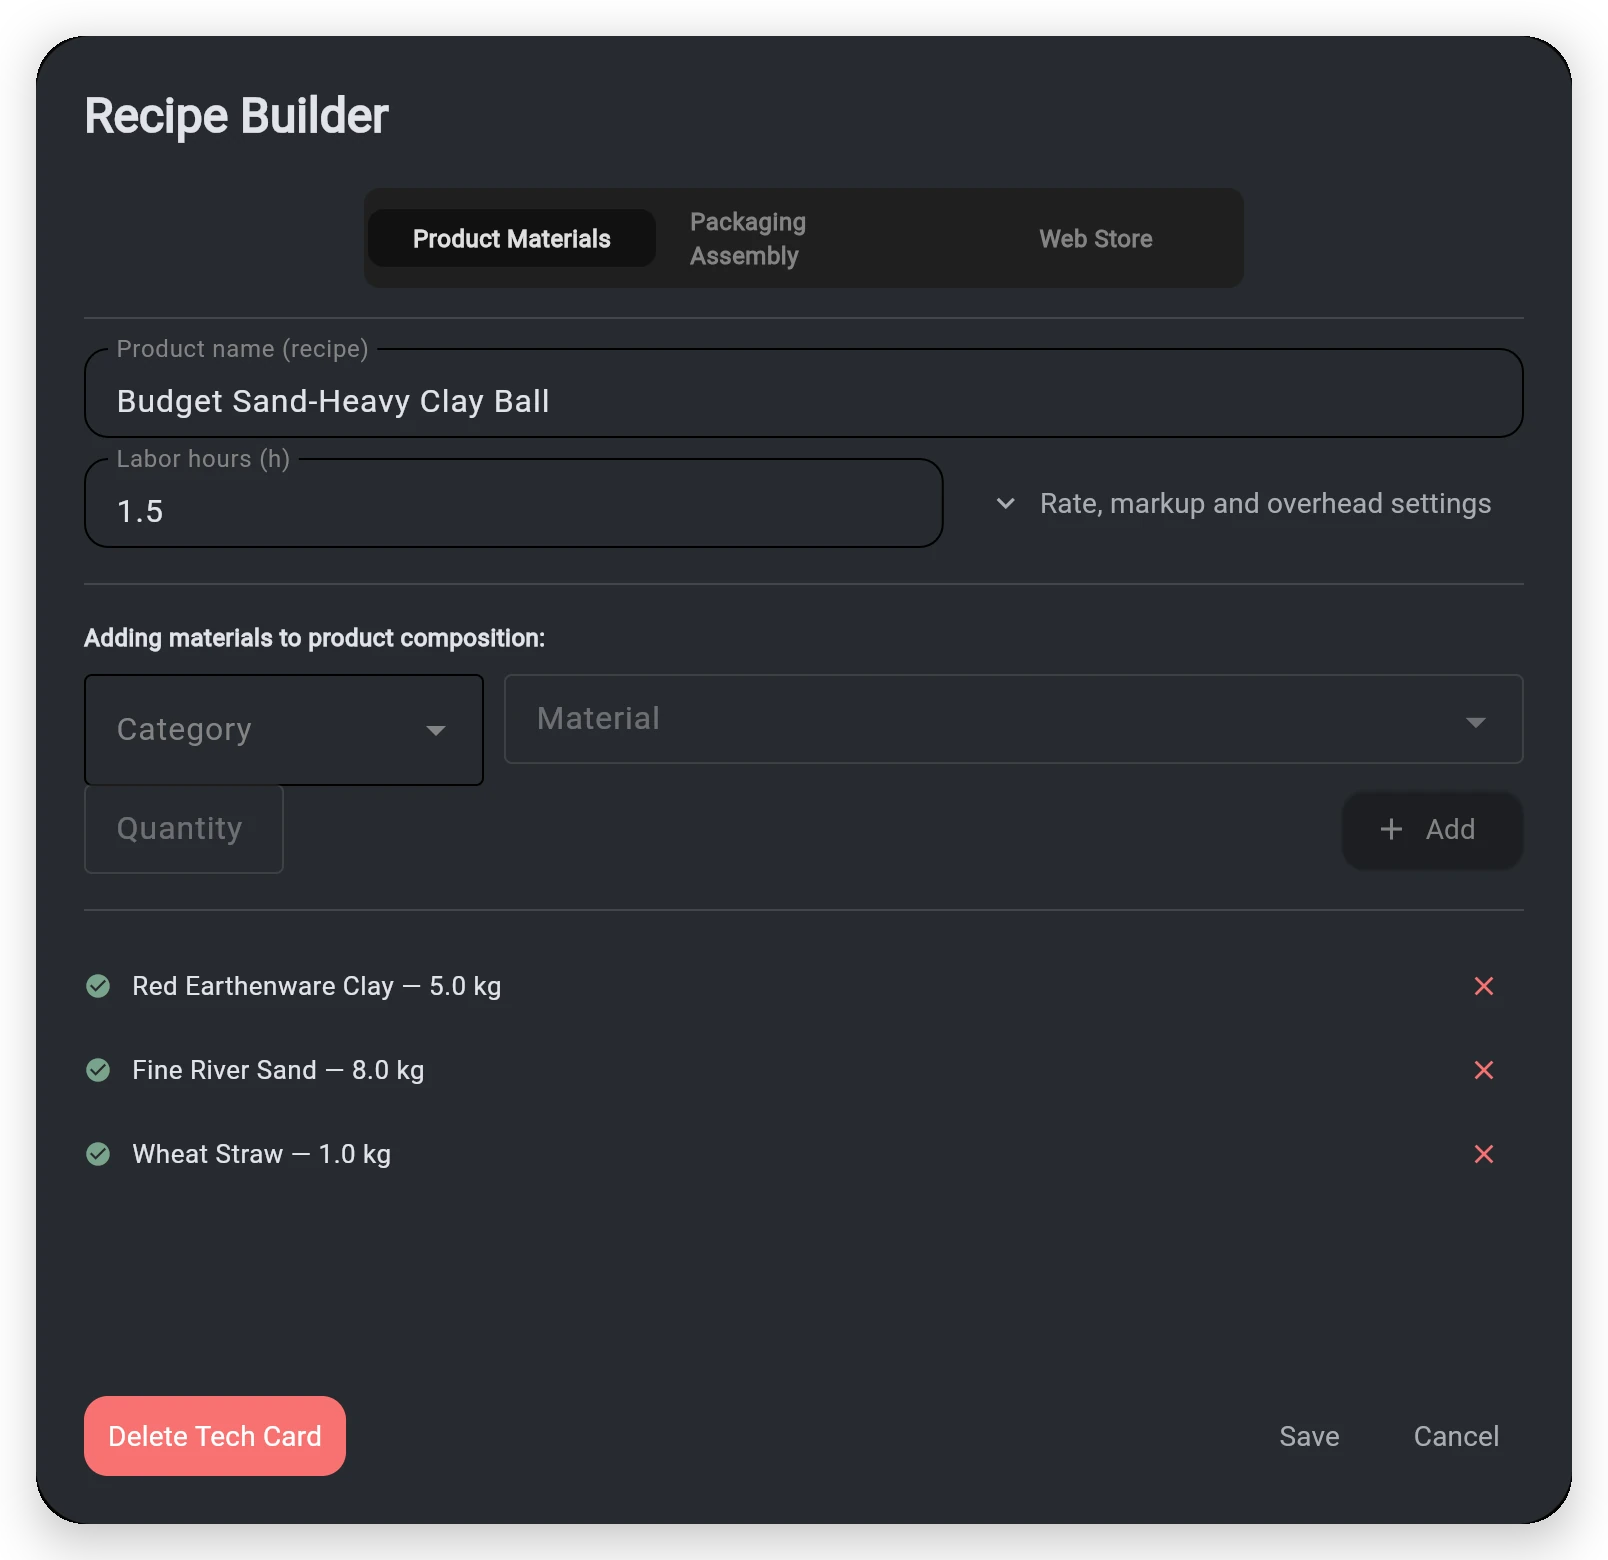 Recipe Builder
Product Materials
Packaging
Assembly
Web Store
Product name (recipe)
Budget Sand-Heavy Clay Ball
Labor hours (h)
1.5
Rate, markup and overhead settings
Adding materials to product composition:
Category
Material
Quantity
Add
Red Earthenware Clay — 5.0 kg
Fine River Sand — 8.0 kg
Wheat Straw — 1.0 kg
Delete Tech Card
Save
Cancel